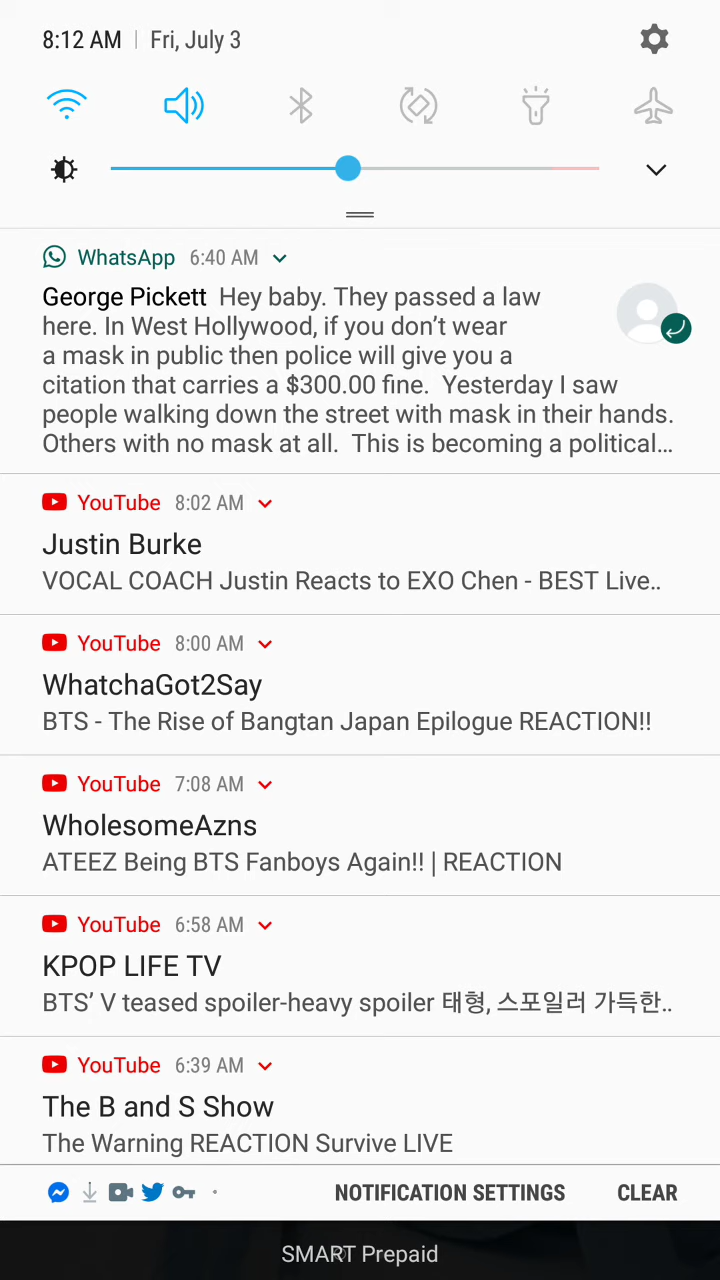 8:12 AM | Fri, July 3
WhatsApp 6:40 AM
George Pickett Hey baby. They passed a law
here. In West Hollywood, if you don’t wear
a mask in public then police will give you a
citation that carries a $300.00 fine.  Yesterday I saw
people walking down the street with mask in their hands.
Others with no mask at all.  This is becoming a political…
YouTube 8:02 AM
Justin Burke
VOCAL COACH Justin Reacts to EXO Chen - BEST Live..
YouTube 8:00 AM
WhatchaGot2Say
BTS - The Rise of Bangtan Japan Epilogue REACTION!!
YouTube 7:08 AM
WholesomeAzns
ATEEZ Being BTS Fanboys Again!! | REACTION
YouTube 6:58 AM
KPOP LIFE TV
BTS’ V teased spoiler-heavy spoiler 태형, 스포일러 가득한..
YouTube 6:39 AM
The B and S Show
The Warning REACTION Survive LIVE
NOTIFICATION SETTINGS CLEAR
SMART Prepaid